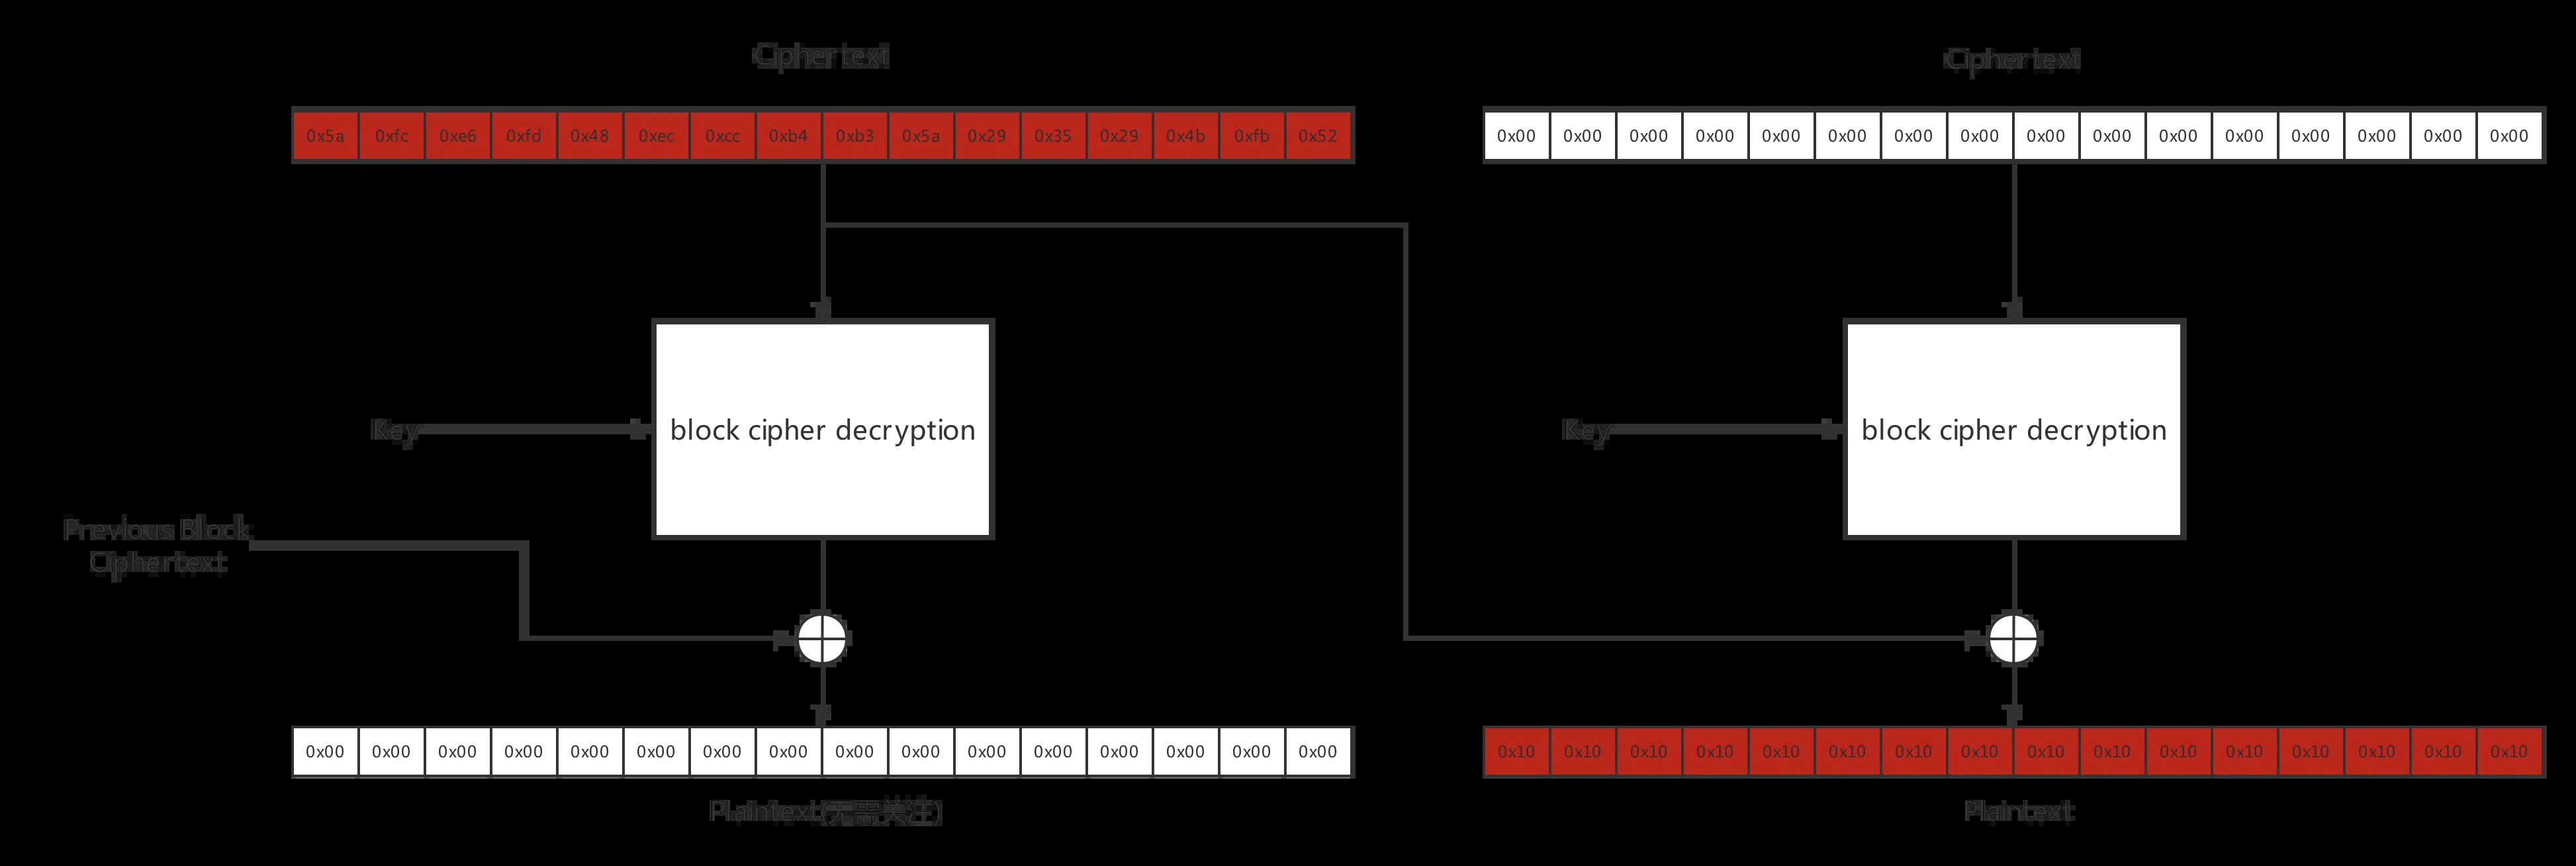 Ciphertext
Ciphertext
0x5a 0xfc 0xe6 0xfd 0x48 0xec 0xcc 0xb4 0xb3 0x5a 0x29 0x35 0x29 0x4b 0xfb 0x52
0x00 0x00 0x00 0x00 0x00 0x00 0x00 0x00 0x00 0x00 0x00 0x00 0x00 0x00 0x00 0x00
block cipher decryption
block cipher decryption
Key
Key
Previous Block
Ciphertext
0x00 0x00 0x00 0x00 0x00 0x00 0x00 0x00 0x00 0x00 0x00 0x00 0x00 0x00 0x00 0x00
0x10 0x10 0x10 0x10 0x10 0x10 0x10 0x10 0x10 0x10 0x10 0x10 0x10 0x10 0x10 0x10
Plaintext(无需关注)
Plaintext